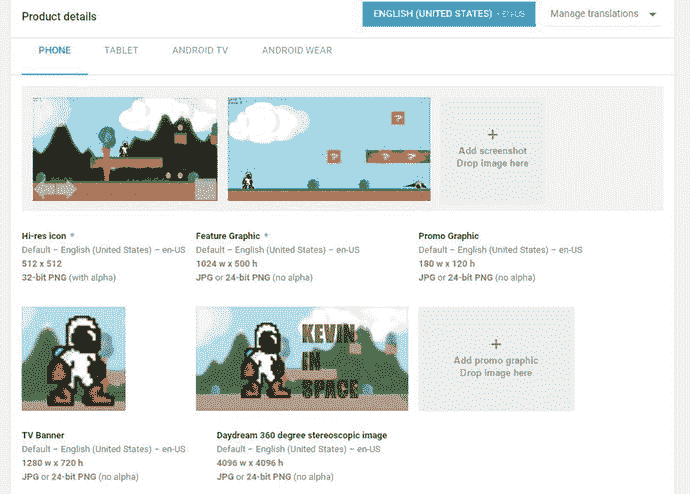 Product details
ENGLISH (UNITED STATES) - EN-US
Manage translations
PHONE
TABLET
ANDROID TV
ANDROID WEAR
Add screenshot
Drop image here
Hi-res icon *
Default – English (United States) – en-US
512 x 512
32-bit PNG (with alpha)
Feature Graphic *
Default – English (United States) – en-US
1024 w x 500 h
JPG or 24-bit PNG (no alpha)
Promo Graphic
Default – English (United States) – en-US
180 w x 120 h
JPG or 24-bit PNG (no alpha)
KEVIN
IN
SPACE
Add promo graphic
Drop image here
TV Banner
Default – English (United States) – en-US
1280 w x 720 h
JPG or 24-bit PNG (no alpha)
Daydream 360 degree stereoscopic image
Default – English (United States) – en-US
4096 w x 4096 h
JPG or 24-bit PNG (no alpha)